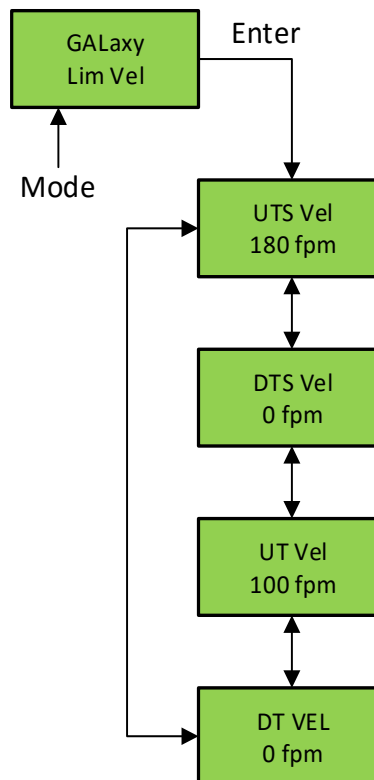 GALaxy
Lim Vel
Enter
Mode
UTS Vel
180 fpm
DTS Vel
0 fpm
UT Vel
100 fpm
DT VEL
0 fpm